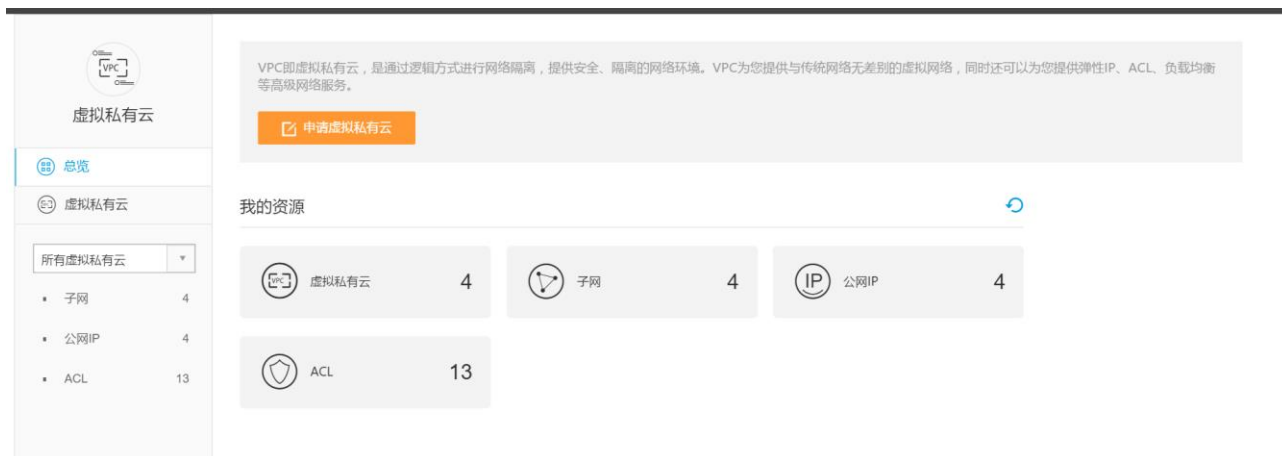 VPC
虚拟私有云
总览
虚拟私有云
所有虚拟私有云
子网 4
公网IP 4
ACL 13
VPC即虚拟私有云，是通过逻辑方式进行网络隔离，提供安全、隔离的网络环境。VPC为您提供与传统网络无差别的虚拟网络，同时还可以为您提供弹性IP、ACL、负载均衡
等高级网络服务。
申请虚拟私有云
我的资源
VPC 虚拟私有云 4
子网 4
IP 公网IP 4
ACL 13